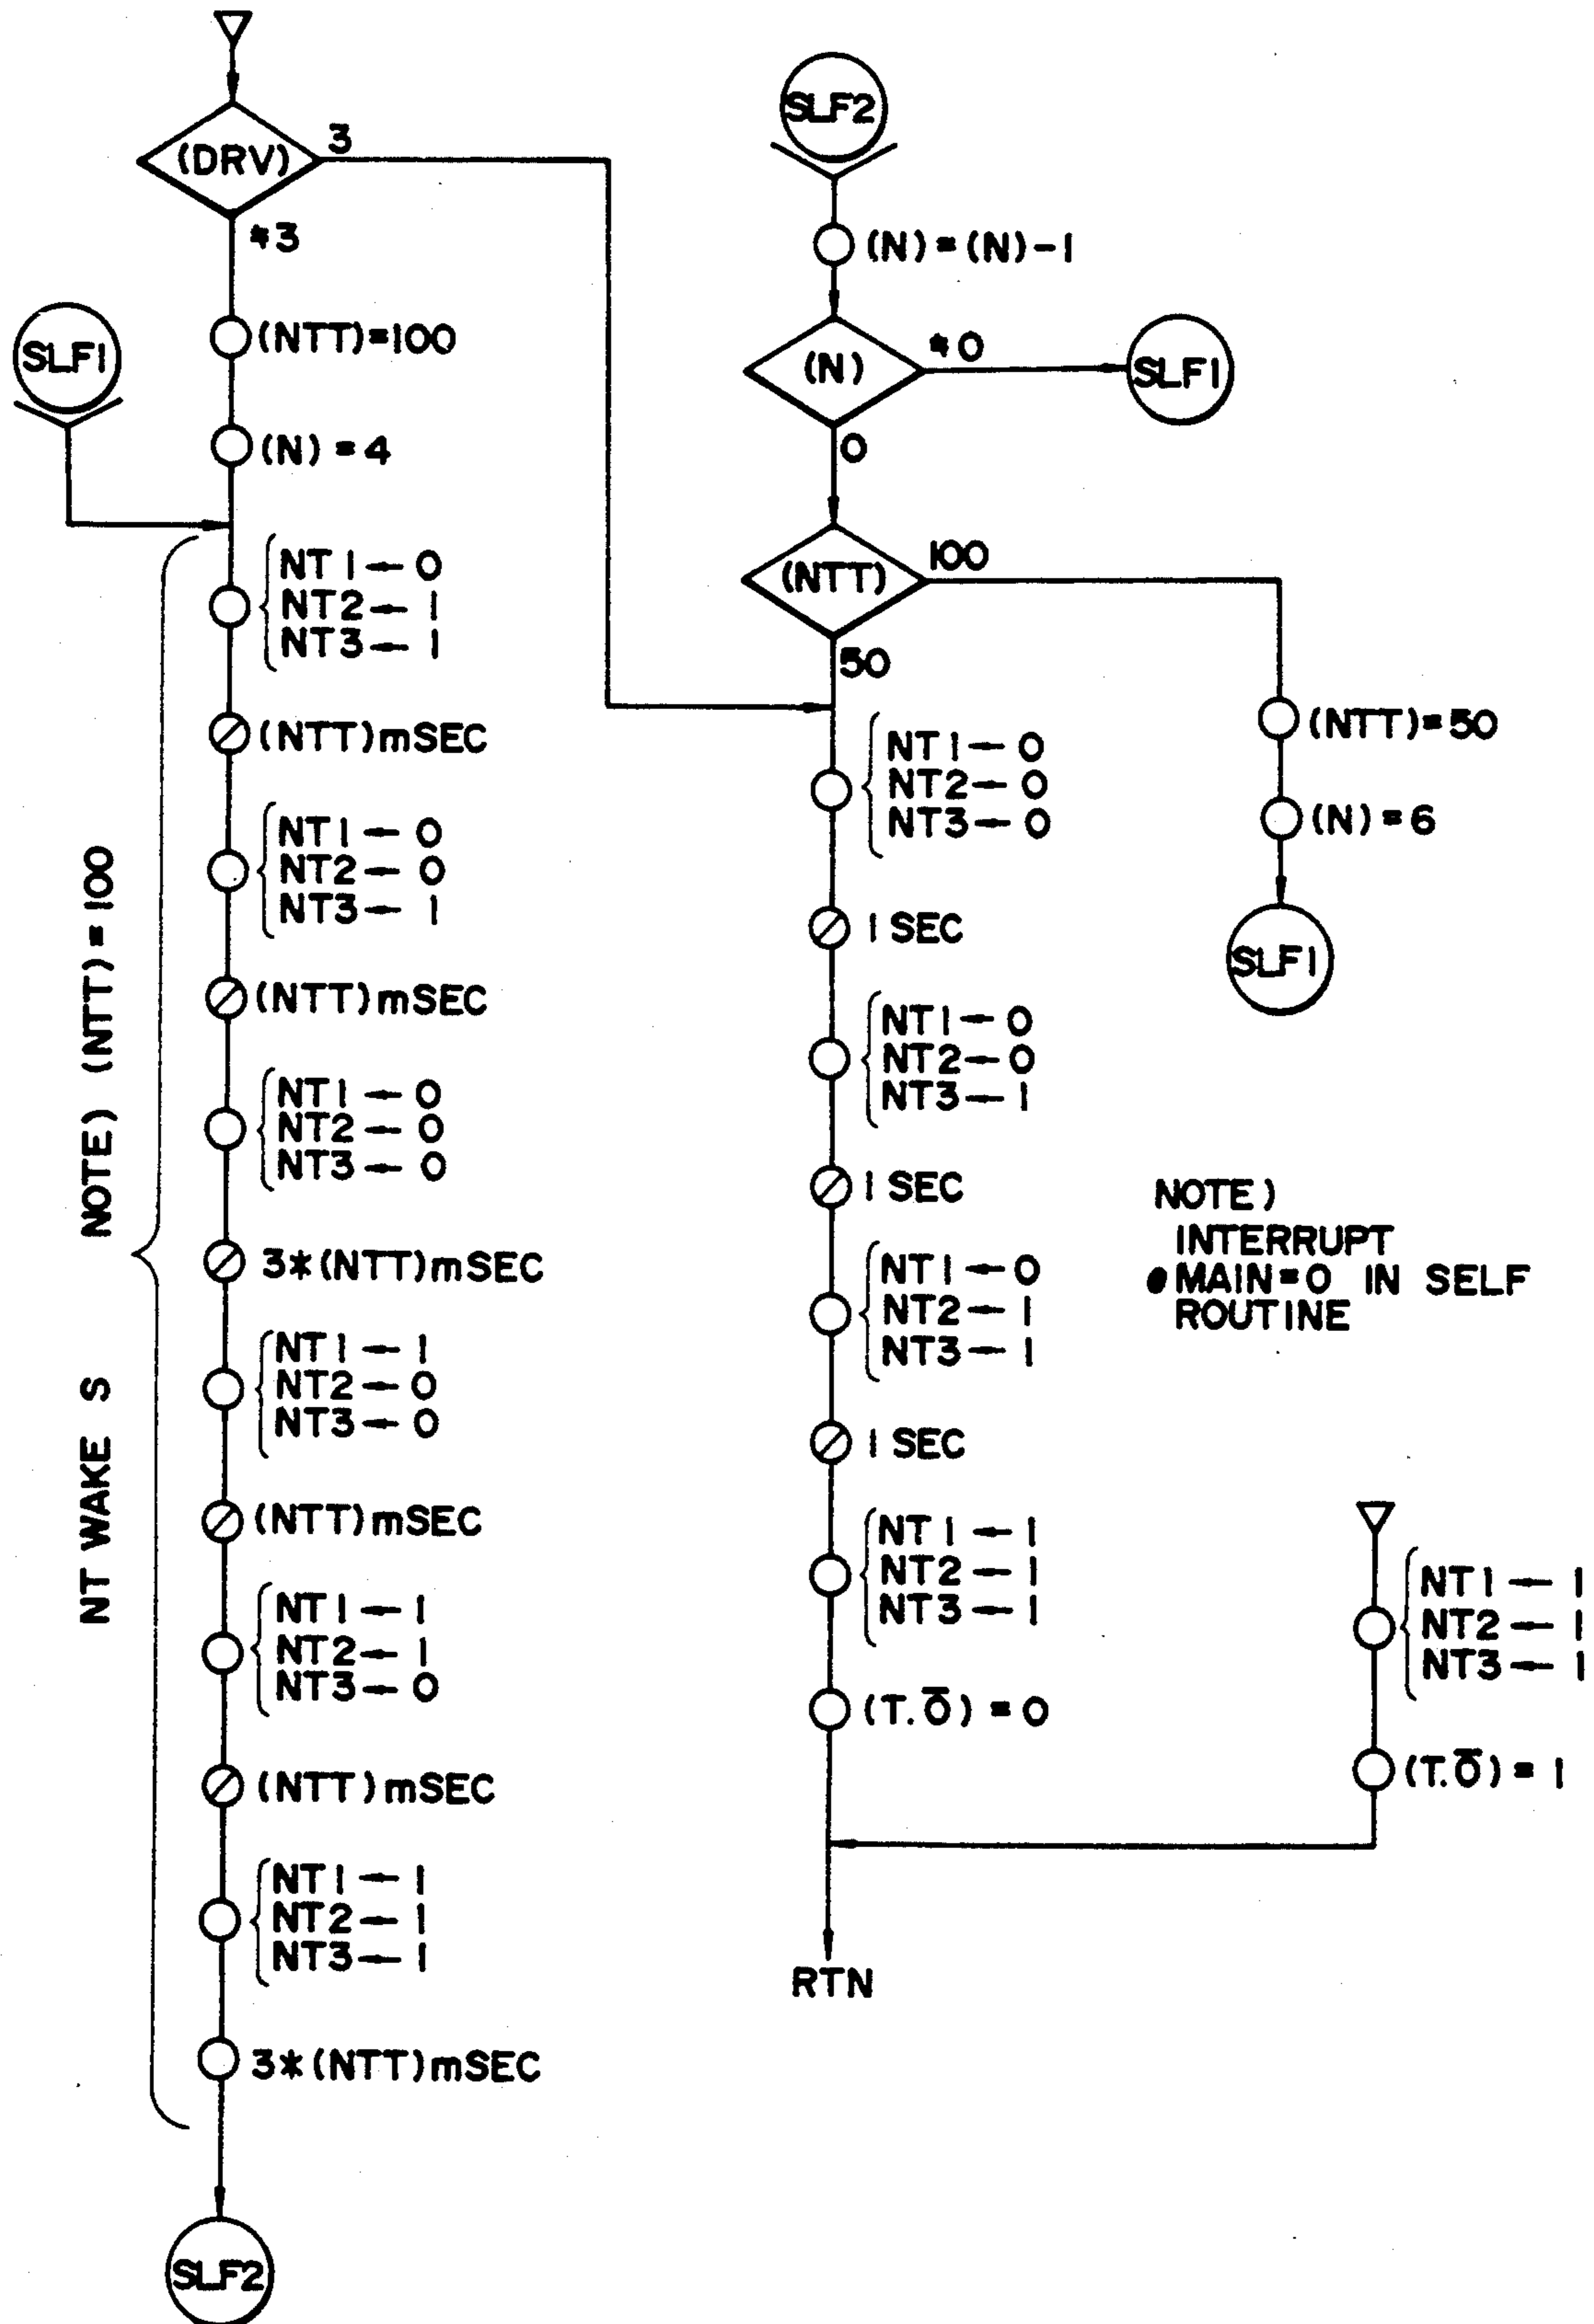 (DRV)
3
≠3
(NTT)=100
SLF1
(N)=4
NT1←0
NT2←1
NT3←1
(NTT)mSEC
NT1←0
NT2←0
NT3←1
(NTT)mSEC
NT1←0
NT2←0
NT3←0
3*(NTT)mSEC
NT1←1
NT2←0
NT3←0
(NTT)mSEC
NT1←1
NT2←1
NT3←0
(NTT)mSEC
NT1←1
NT2←1
NT3←1
3*(NTT)mSEC
SLF2
NT WAKE S NOTE) (NTT)=100
SLF2
(N)=(N)-1
(N)
≠0
SLF1
0
(NTT)
100
50
(NTT)=50
(N)=6
SLF1
NT1←0
NT2←0
NT3←0
1 SEC
NT1←0
NT2←0
NT3←1
1 SEC
NT1←0
NT2←1
NT3←1
1 SEC
NT1←1
NT2←1
NT3←1
(T.Ō)=0
RTN
NOTE)
INTERRUPT
●MAIN=0 IN SELF
ROUTINE
NT1←1
NT2←1
NT3←1
(T.Ō)=1